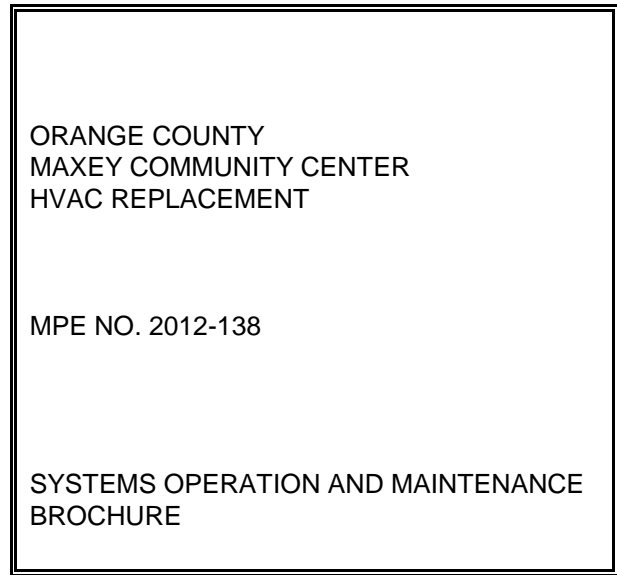 ORANGE COUNTY
MAXEY COMMUNITY CENTER
HVAC REPLACEMENT
MPE NO. 2012-138
SYSTEMS OPERATION AND MAINTENANCE
BROCHURE